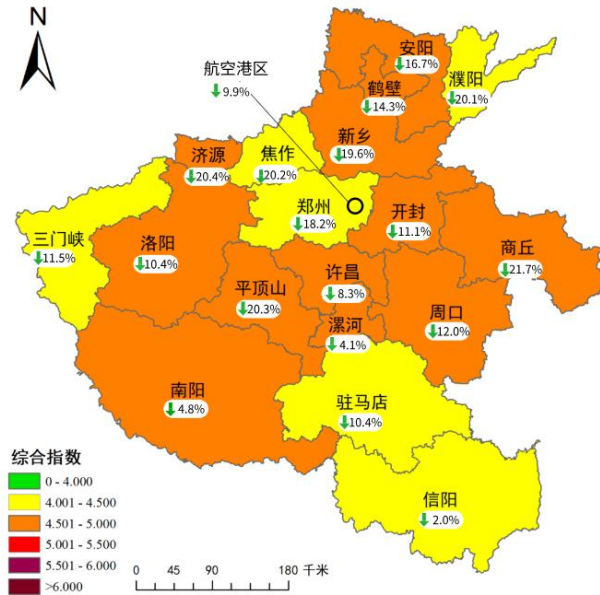 N
安阳
16.7%
航空港区
9.9%
濮阳
20.1%
鹤壁
14.3%
新乡
19.6%
济源
20.4%
焦作
20.2%
郑州
18.2%
开封
11.1%
三门峡
11.5%
洛阳
10.4%
商丘
21.7%
许昌
8.3%
平顶山
20.3%
周口
12.0%
漯河
4.1%
南阳
4.8%
驻马店
10.4%
信阳
2.0%
综合指数
0 - 4.000
4.001 - 4.500
4.501 - 5.000
5.001 - 5.500
5.501 - 6.000
>6.000
0 45 90 180 千米